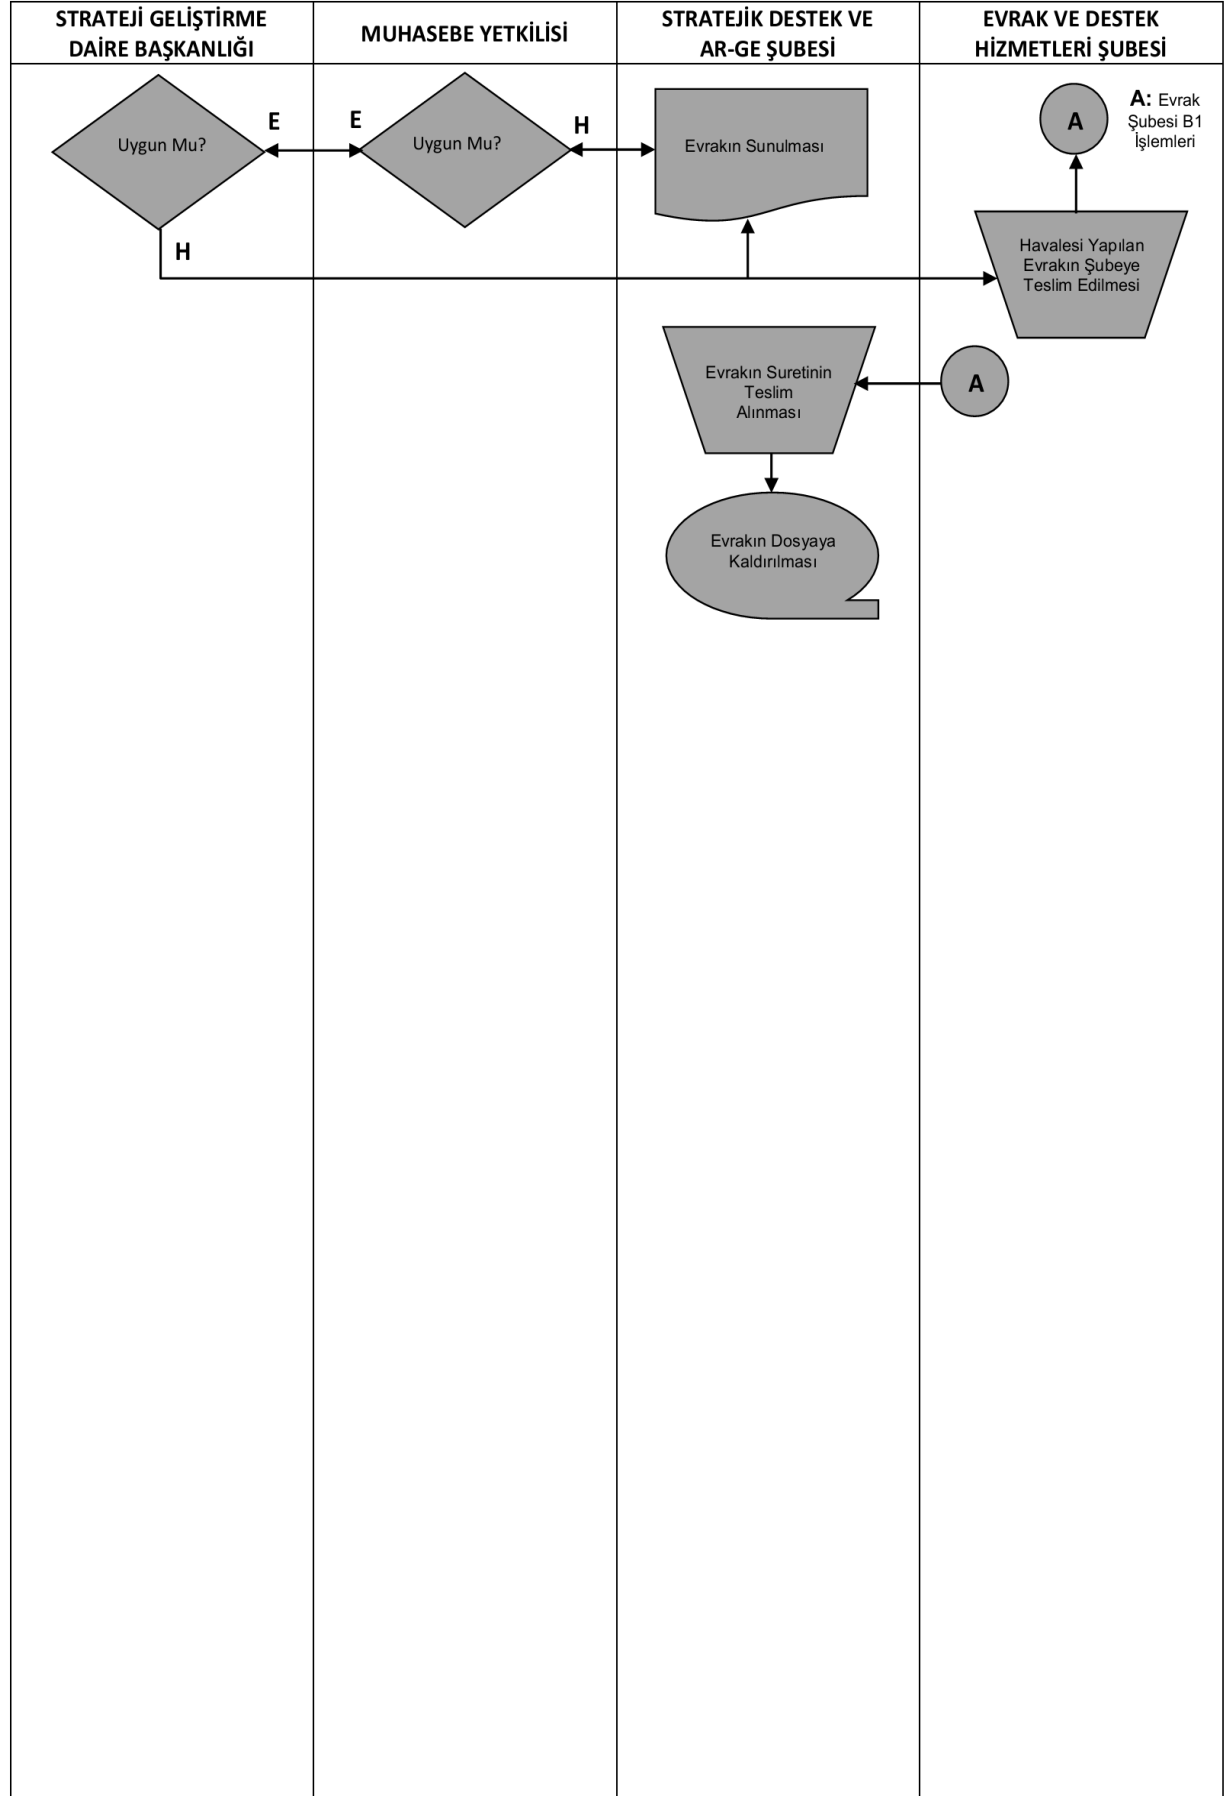 STRATEJİ GELİŞTİRME
DAİRE BAŞKANLIĞI
MUHASEBE YETKİLİSİ
STRATEJİK DESTEK VE
AR-GE ŞUBESİ
EVRAK VE DESTEK
HİZMETLERİ ŞUBESİ
Uygun Mu?
E
E
Uygun Mu?
H
Evrakın Sunulması
A
A: Evrak
Şubesi B1
İşlemleri
H
Havalesi Yapılan
Evrakın Şubeye
Teslim Edilmesi
Evrakın Suretinin
Teslim
Alınması
A
Evrakın Dosyaya
Kaldırılması